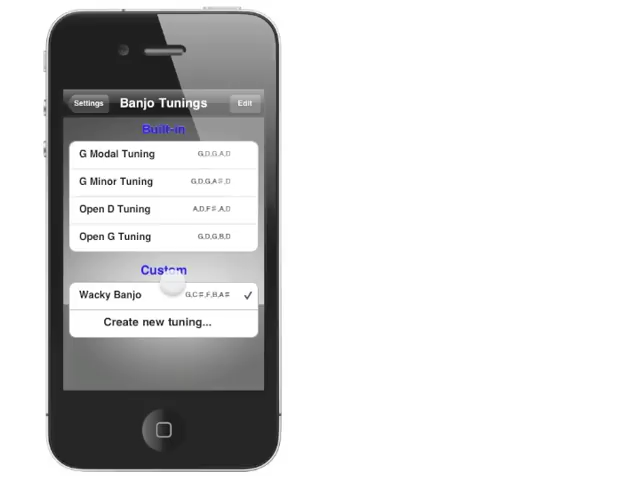 Settings Banjo Tunings Edit
Built-in
G Modal Tuning G,D,G,A,D
G Minor Tuning G,D,G,A#,D
Open D Tuning A,D,F#,A,D
Open G Tuning G,D,G,B,D
Custom
Wacky Banjo G,C#,F,B,A#
Create new tuning...